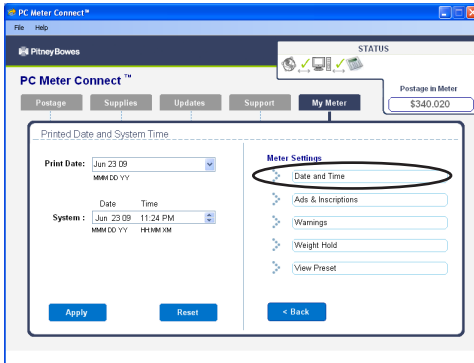 PC Meter Connect™
File Help
PitneyBowes
STATUS
PC Meter Connect ™
Postage in Meter
$340.020
Postage Supplies Updates Support My Meter
Printed Date and System Time
Print Date: Jun 23 09
MMM DD YY
Date Time
System : Jun 23 09 11:24 PM
MMM DD YY HH:MM XM
Apply Reset
Meter Settings
Date and Time
Ads & Inscriptions
Warnings
Weight Hold
View Preset
< Back